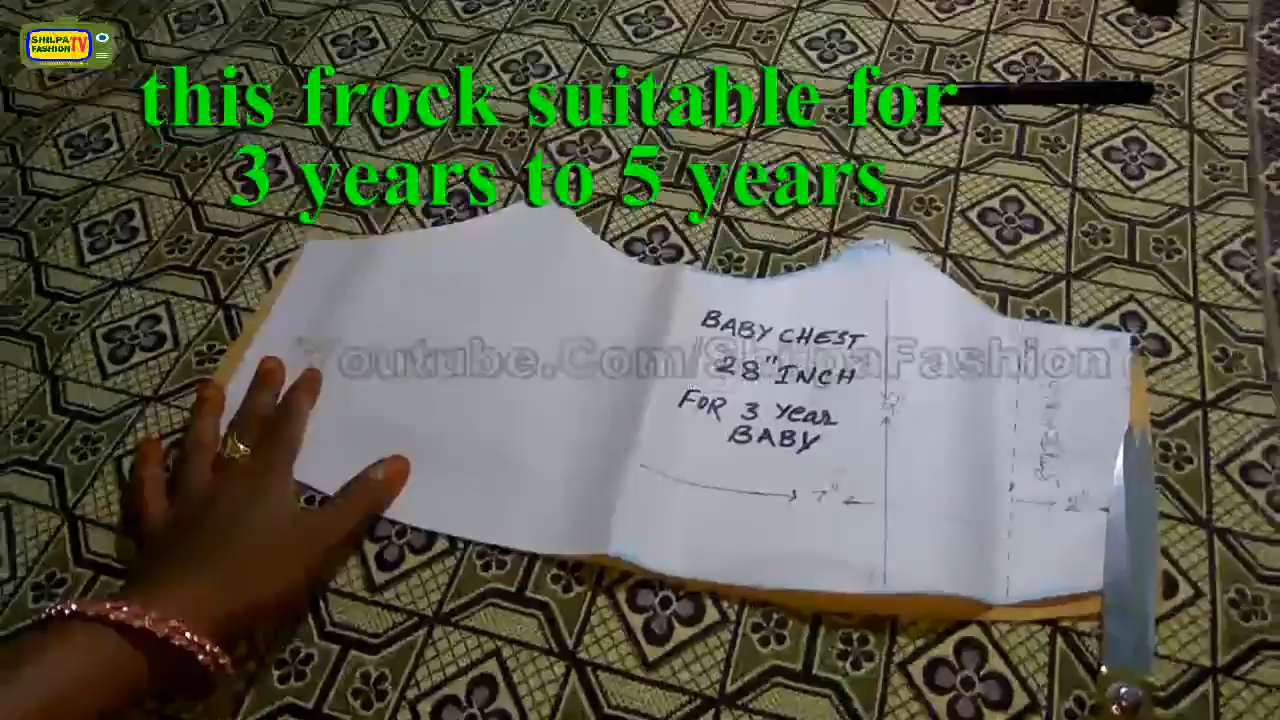 SHILPA
FASHION TV
this frock suitable for
3 years to 5 years
Youtube.Com/ShilpaFashion
BABY CHEST
28" INCH
FOR 3 Year
BABY
7"